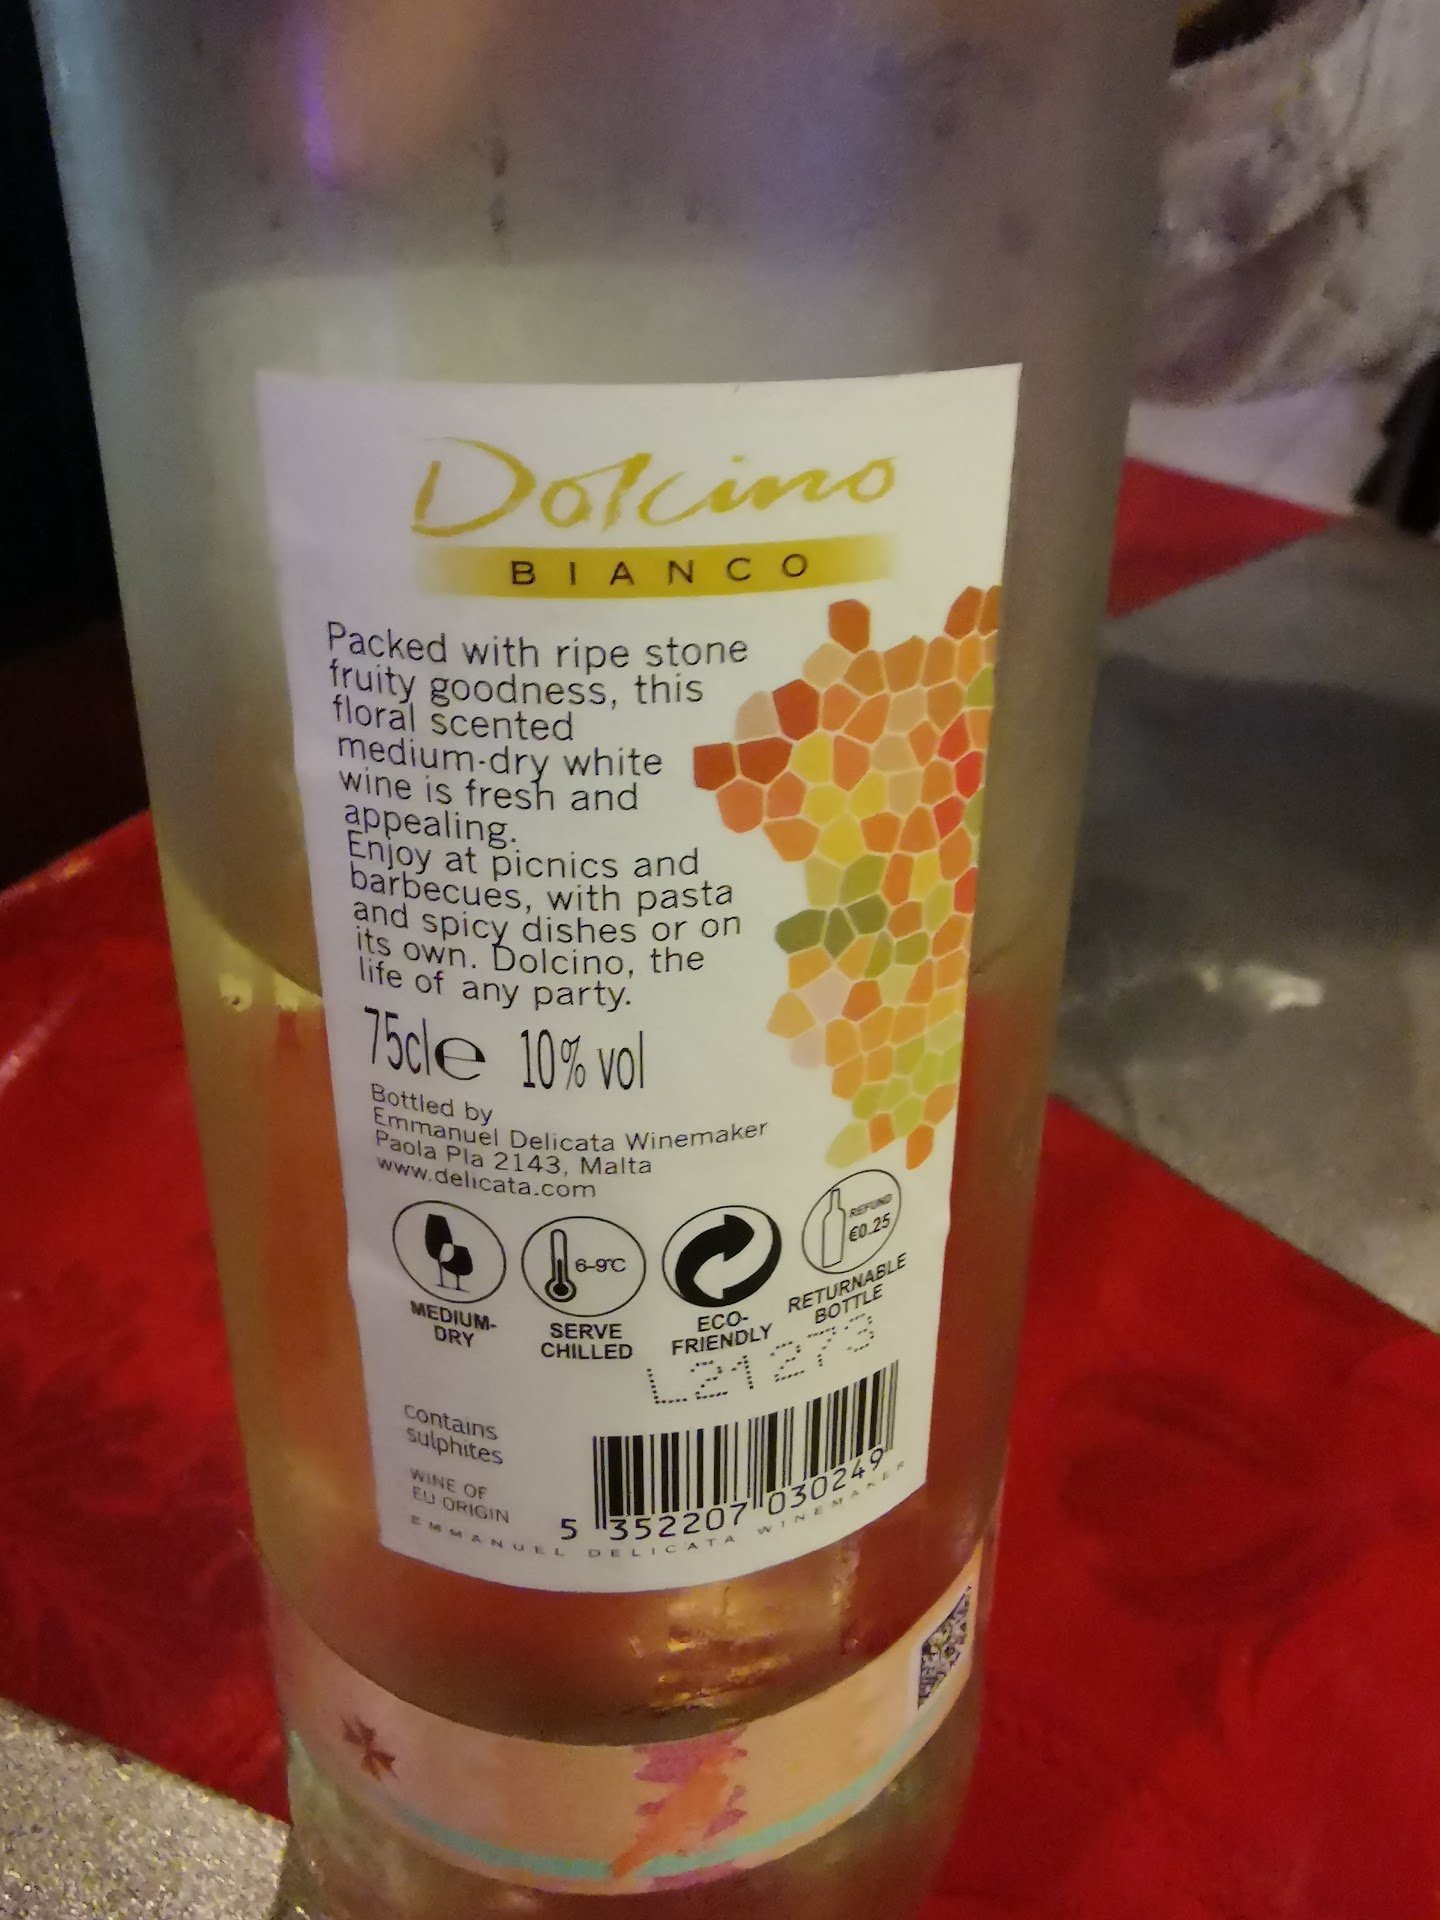 Dolcino
BIANCO
Packed with ripe stone
fruity goodness, this
floral scented
medium-dry white
wine is fresh and
appealing.
Enjoy at picnics and
barbecues, with pasta
and spicy dishes or on
its own. Dolcino, the
life of any party.
75cl e 10% vol
Bottled by
Emmanuel Delicata Winemaker
Paola Pla 2143, Malta
www.delicata.com
6-9°C
REFUND
€0.25
MEDIUM-
DRY
SERVE
CHILLED
ECO-
FRIENDLY
RETURNABLE
BOTTLE
L21273
contains
sulphites
WINE OF
EU ORIGIN
5 352207 030249
EMMANUEL DELICATA WINEMAKER